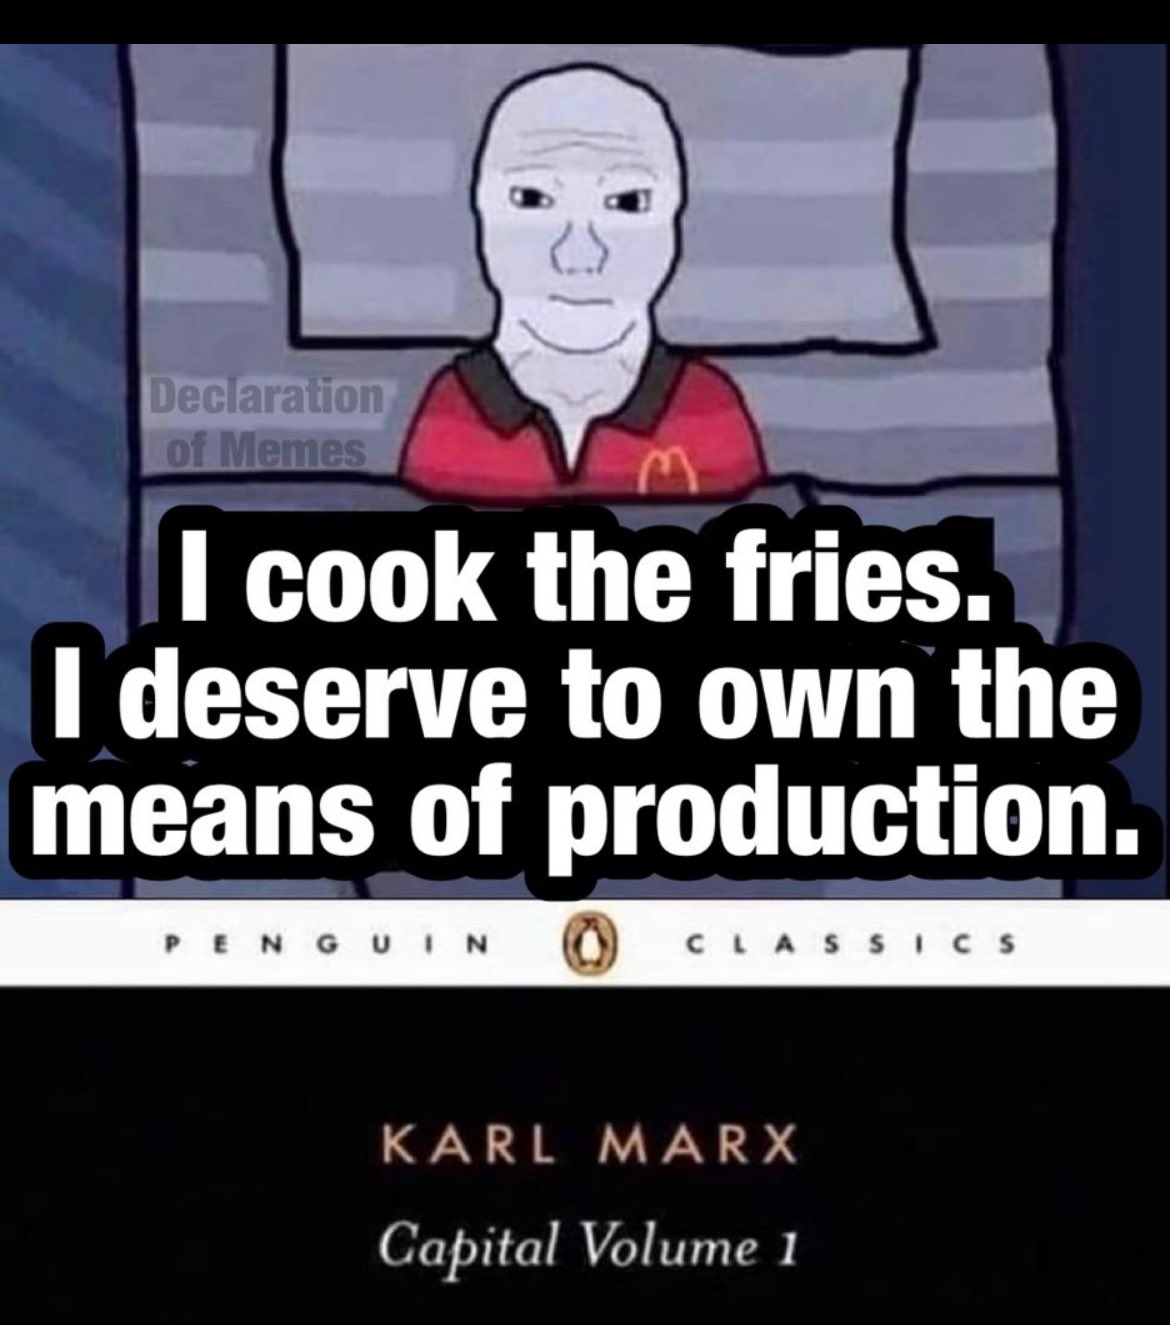 Declaration
of Memes
I cook the fries.
I deserve to own the
means of production.
PENGUIN CLASSICS
KARL MARX
Capital Volume 1